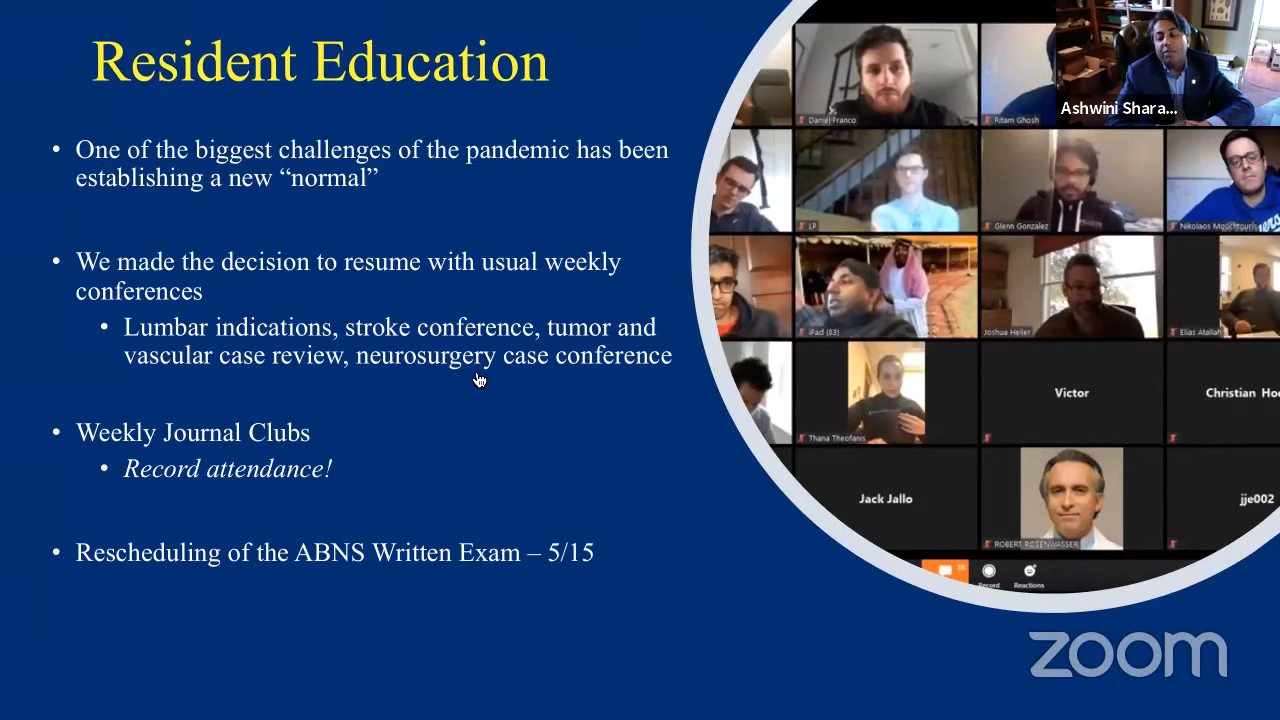 Resident Education
• One of the biggest challenges of the pandemic has been
establishing a new “normal”
• We made the decision to resume with usual weekly
conferences
• Lumbar indications, stroke conference, tumor and
vascular case review, neurosurgery case conference
• Weekly Journal Clubs
• Record attendance!
• Rescheduling of the ABNS Written Exam – 5/15
Ashwini Shara...
Daniel Franco
Ritam Ghosh
LP
Glenn Gonzalez
Nikolaos Mouchtouris
iPad (83)
Joshua Heller
Elias Atallah
Thana Theofanis
Victor
Christian Ho
Jack Jallo
ROBERT ROSENWASSER
jje002
18
Record
Reactions
zoom